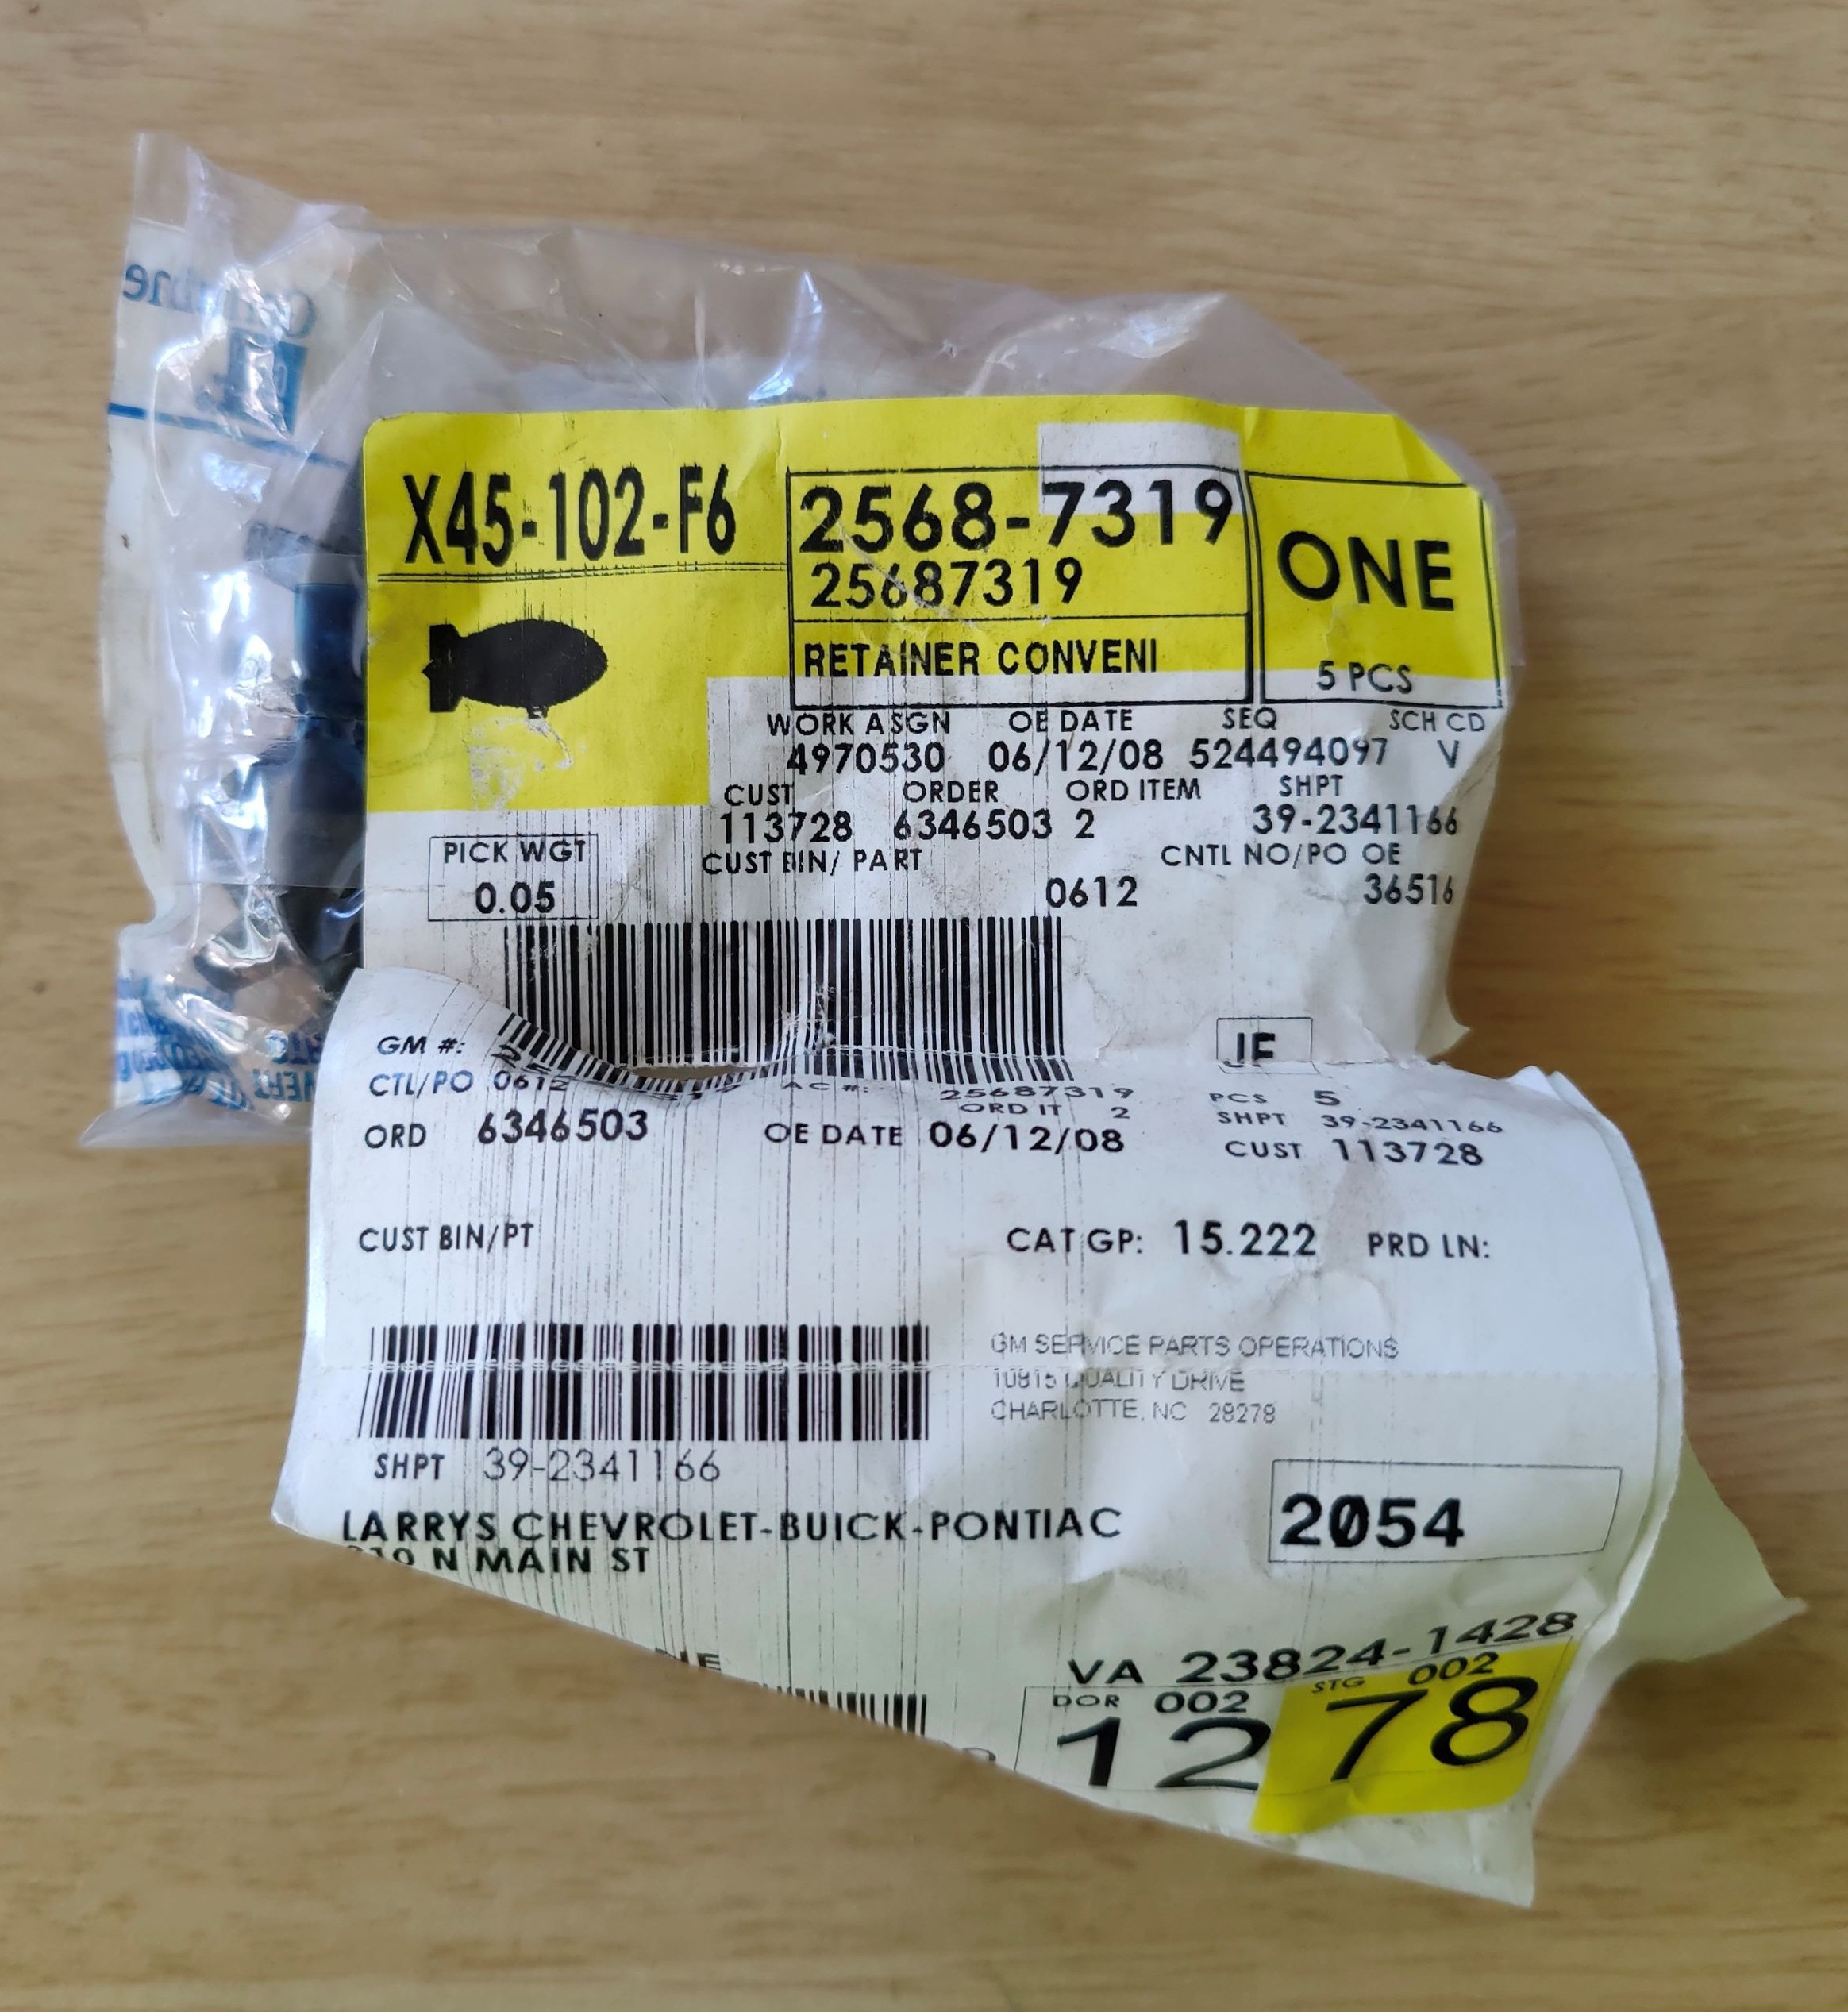 Genuine
X45-102-F6
2568-7319
25687319
RETAINER CONVENI
ONE
5 PCS
WORK ASGN OE DATE SEQ SCH CD
4970530 06/12/08 524494097 V
CUST ORDER ORD ITEM SHPT
113728 6346503 2 39-2341166
PICK WGT CUST BIN/ PART CNTL NO/PO OE
0.05 0612 36516
JF
GM #: AC #: 25687319 PCS 5
CTL/PO 0612 ORD IT 2 SHPT 39-2341166
ORD 6346503 OE DATE 06/12/08 CUST 113728
CUST BIN/PT CAT GP: 15.222 PRD LN:
GM SERVICE PARTS OPERATIONS
10815 QUALITY DRIVE
CHARLOTTE, NC 28278
SHPT 39-2341166
LARRYS CHEVROLET-BUICK-PONTIAC 2054
N MAIN ST
VA 23824-1428
DOR 002 STG 002
12 78